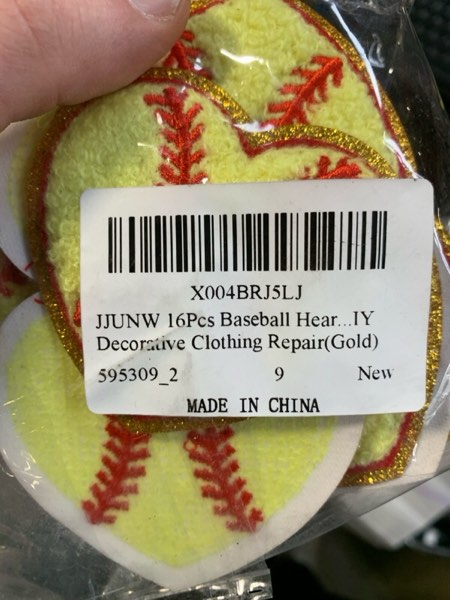 X004BRJ5LJ
JJUNW 16Pcs Baseball Hear...IY
Decorative Clothing Repair(Gold)
595309_2 9 New
MADE IN CHINA